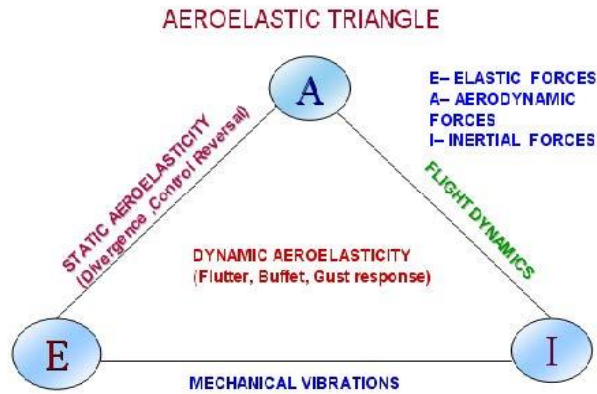 AEROELASTIC TRIANGLE
A
E– ELASTIC FORCES
A– AERODYNAMIC
FORCES
I– INERTIAL FORCES
STATIC AEROELASTICITY
(Divergence ,Control Reversal)
FLIGHT DYNAMICS
DYNAMIC AEROELASTICITY
(Flutter, Buffet, Gust response)
E
I
MECHANICAL VIBRATIONS